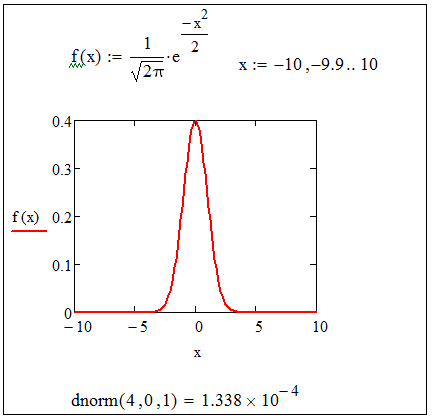 f(x) := 1/√(2π) · e^(−x²/2)
x := −10 , −9.9 .. 10
0.4
0.3
0.2
f(x)
0.1
0
−10 −5 0 5 10
x
dnorm(4 , 0 , 1) = 1.338 × 10^−4